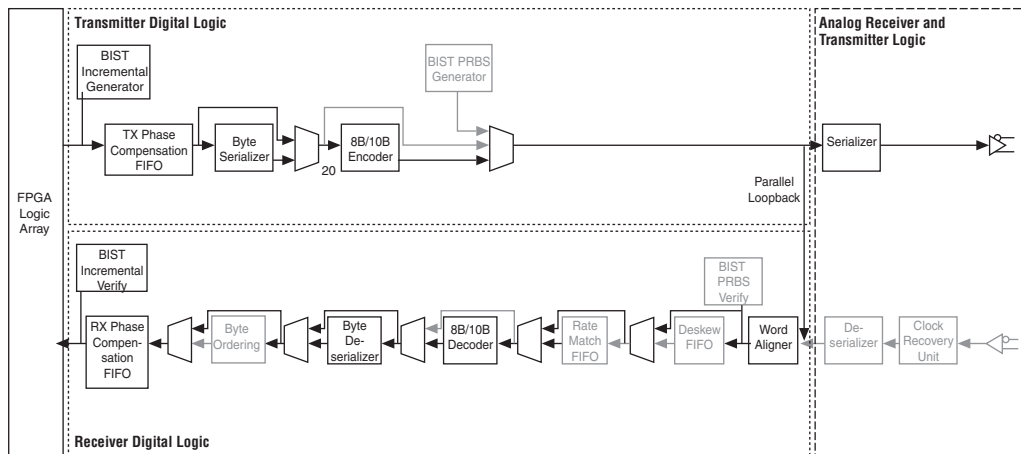 Transmitter Digital Logic
Analog Receiver and
Transmitter Logic
BIST
Incremental
Generator
BIST PRBS
Generator
TX Phase
Compensation
FIFO
Byte
Serializer
20
8B/10B
Encoder
Serializer
Parallel
Loopback
FPGA
Logic
Array
BIST
Incremental
Verify
BIST
PRBS
Verify
RX Phase
Compen-
sation
FIFO
Byte
Ordering
Byte
De-
serializer
8B/10B
Decoder
Rate
Match
FIFO
Deskew
FIFO
Word
Aligner
De-
serializer
Clock
Recovery
Unit
Receiver Digital Logic